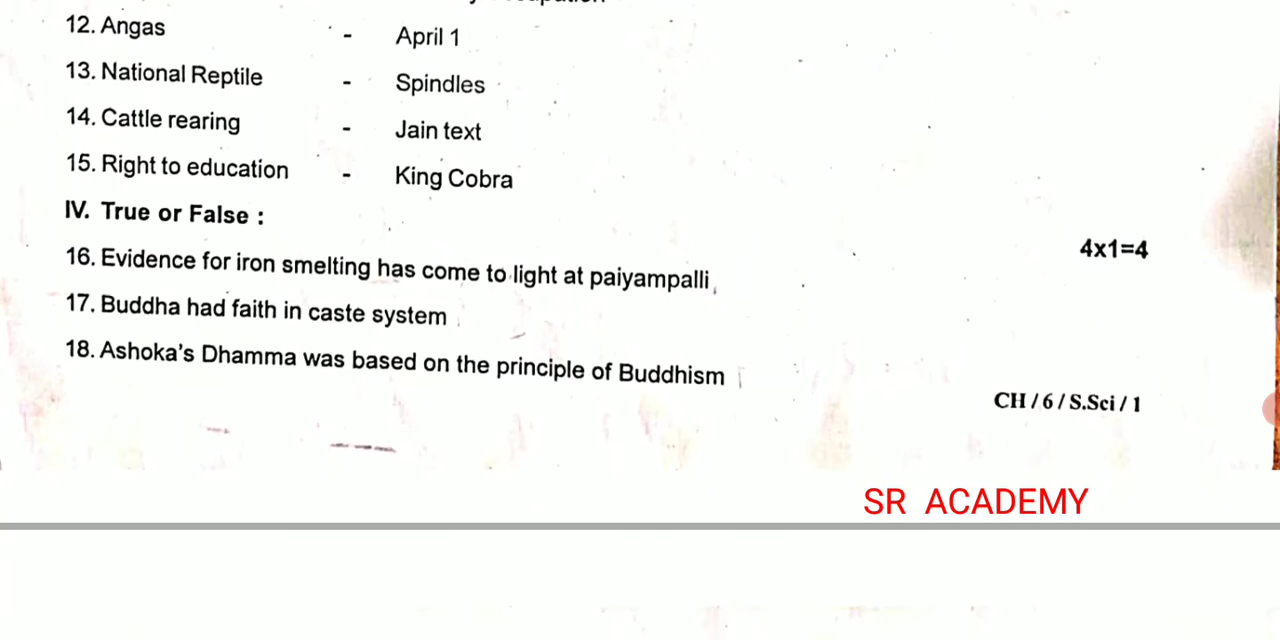 12. Angas - April 1
13. National Reptile - Spindles
14. Cattle rearing - Jain text
15. Right to education - King Cobra
IV. True or False :
4x1=4
16. Evidence for iron smelting has come to light at paiyampalli
17. Buddha had faith in caste system
18. Ashoka's Dhamma was based on the principle of Buddhism
CH / 6 / S.Sci / 1
SR ACADEMY